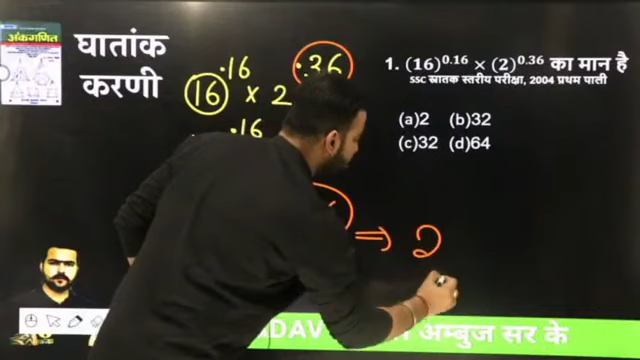 अंकगणित
घातांक
करणी
.16 .36
16 × 2
.16
⇒ 2
1. (16)^0.16 × (2)^0.36 का मान है
SSC स्नातक स्तरीय परीक्षा, 2004 प्रथम पाली
(a)2 (b)32
(c)32 (d)64
अम्बुज सर के